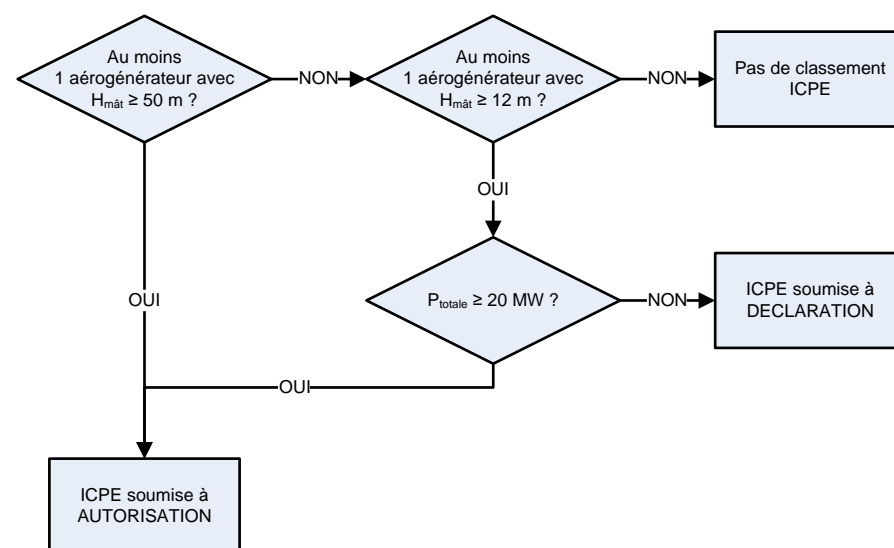 Au moins
1 aérogénérateur avec
Hmât ≥ 50 m ?
NON
Au moins
1 aérogénérateur avec
Hmât ≥ 12 m ?
NON
Pas de classement
ICPE
OUI
OUI
Ptotale ≥ 20 MW ?
NON
ICPE soumise à
DECLARATION
OUI
ICPE soumise à
AUTORISATION